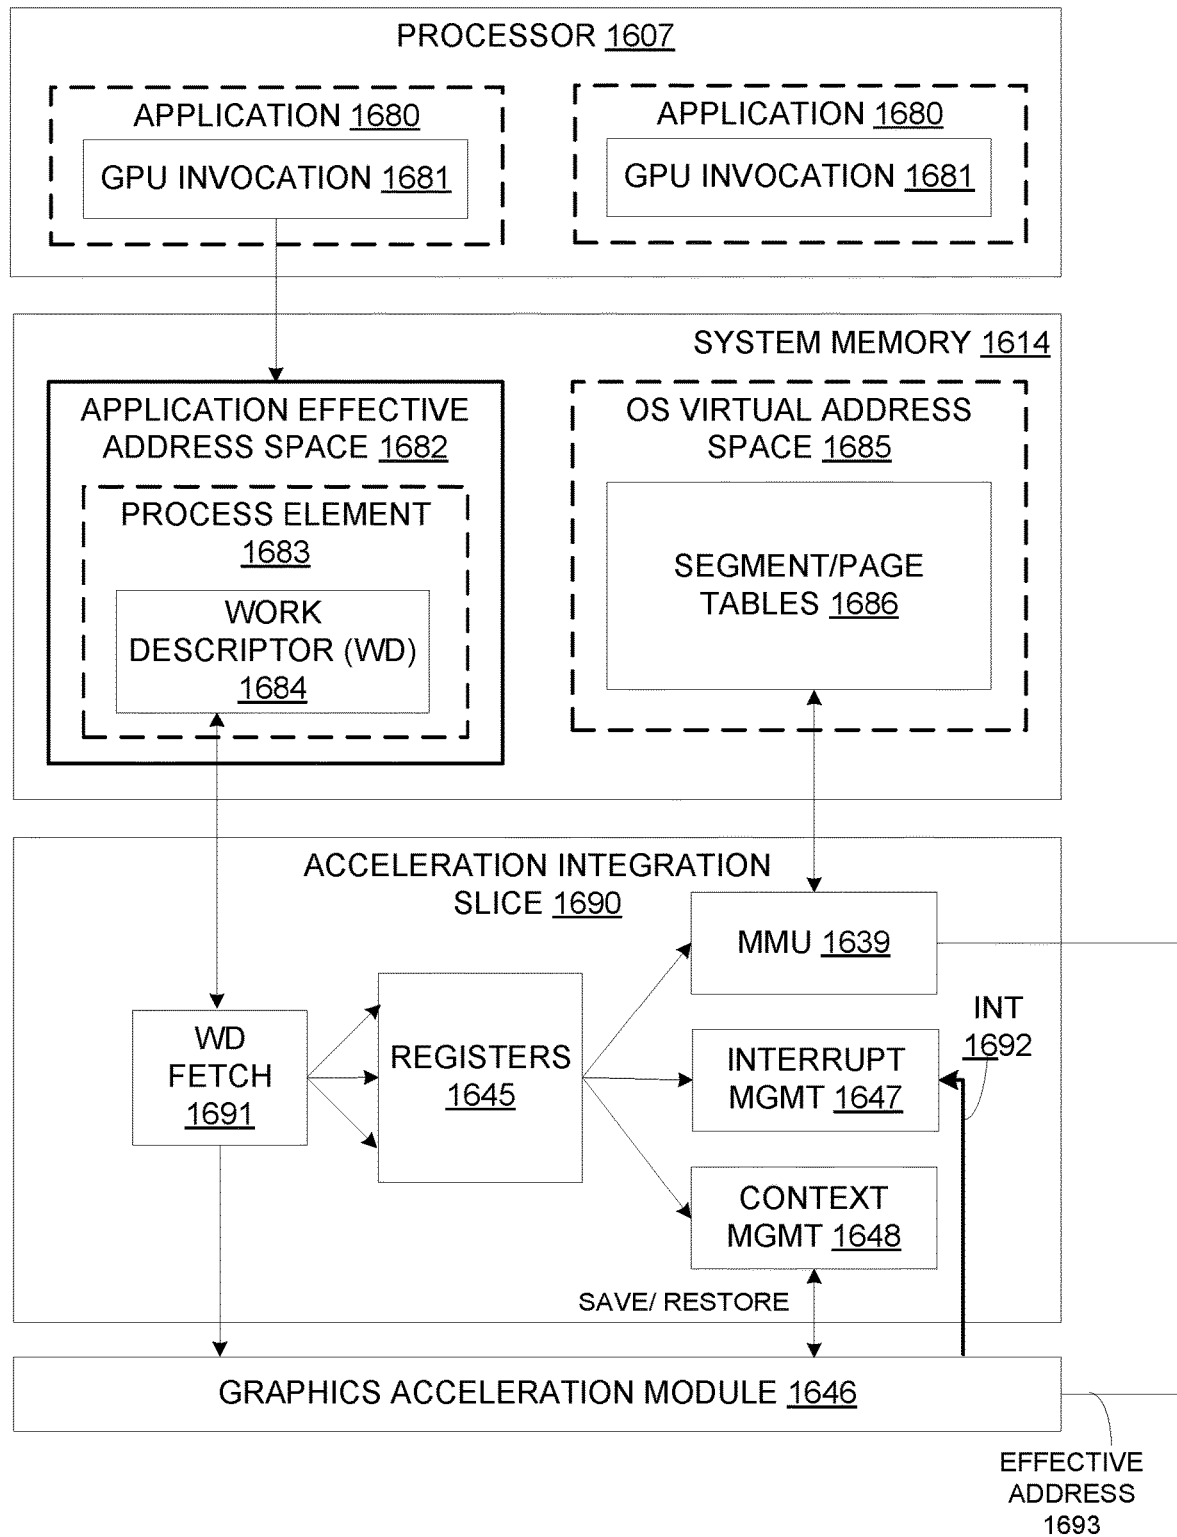 PROCESSOR 1607
APPLICATION 1680
GPU INVOCATION 1681
APPLICATION 1680
GPU INVOCATION 1681
SYSTEM MEMORY 1614
APPLICATION EFFECTIVE
ADDRESS SPACE 1682
PROCESS ELEMENT
1683
WORK
DESCRIPTOR (WD)
1684
OS VIRTUAL ADDRESS
SPACE 1685
SEGMENT/PAGE
TABLES 1686
ACCELERATION INTEGRATION
SLICE 1690
MMU 1639
WD
FETCH
1691
REGISTERS
1645
INT
1692
INTERRUPT
MGMT 1647
CONTEXT
MGMT 1648
SAVE/ RESTORE
GRAPHICS ACCELERATION MODULE 1646
EFFECTIVE
ADDRESS
1693